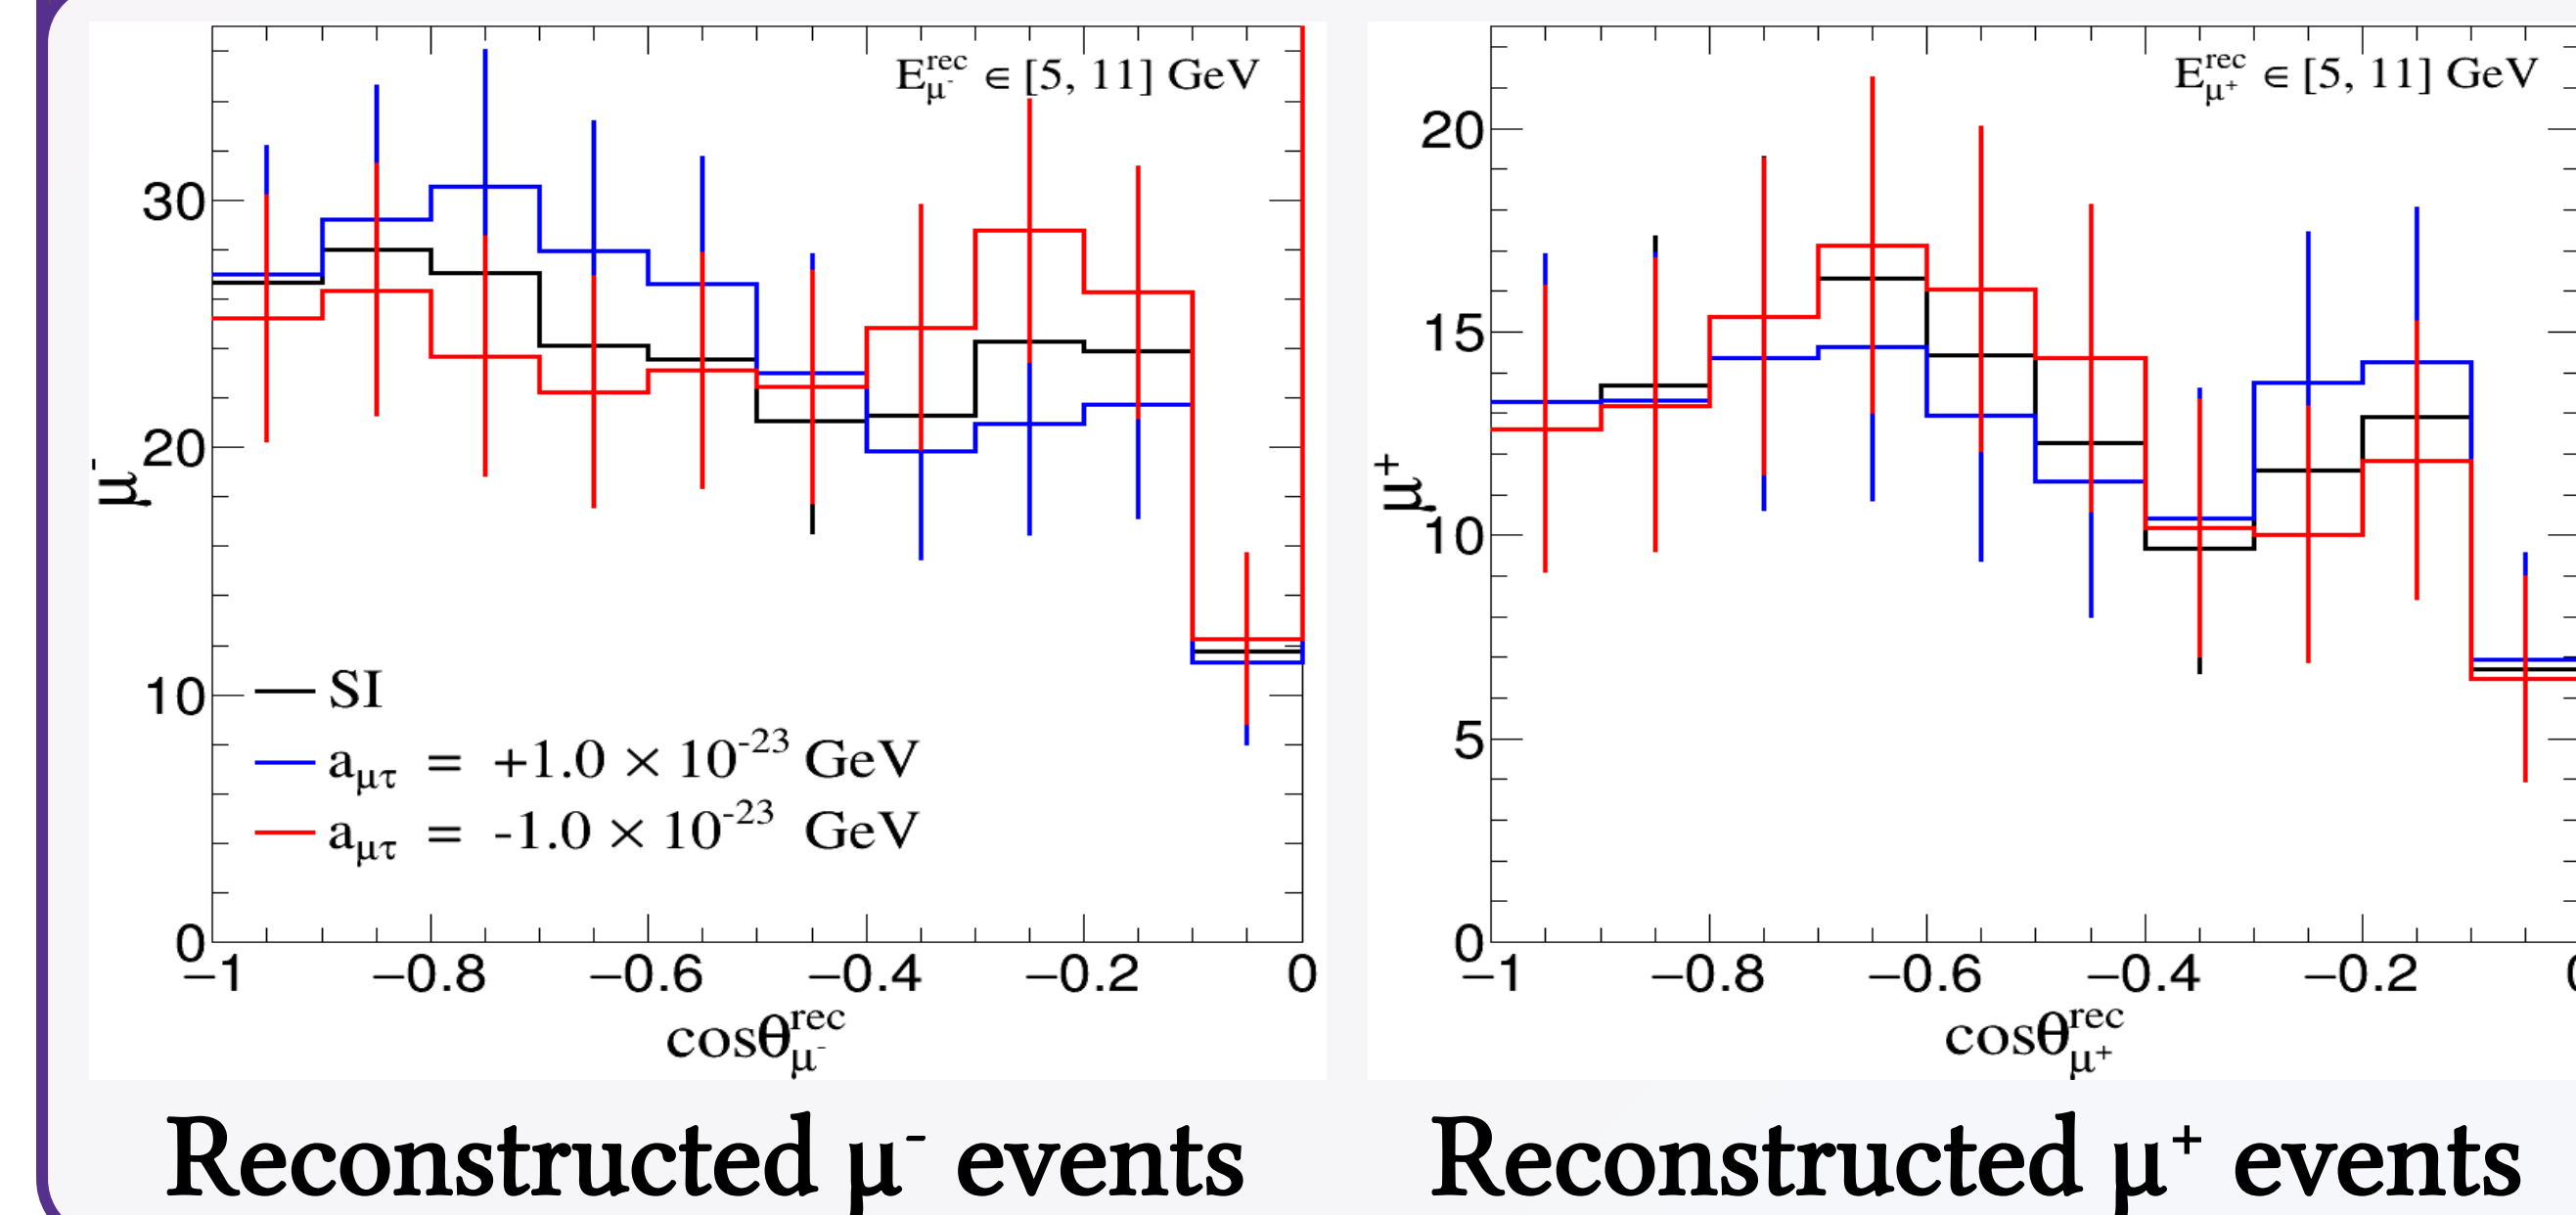 E^rec_μ⁻ ∈ [5, 11] GeV
30
20
10
0
μ⁻
SI
a_μτ = +1.0 × 10⁻²³ GeV
a_μτ = -1.0 × 10⁻²³ GeV
−1 −0.8 −0.6 −0.4 −0.2 0
cosθ^rec_μ⁻
Reconstructed μ⁻ events
E^rec_μ⁺ ∈ [5, 11] GeV
20
15
10
5
0
μ⁺
−1 −0.8 −0.6 −0.4 −0.2
cosθ^rec_μ⁺
Reconstructed μ⁺ events